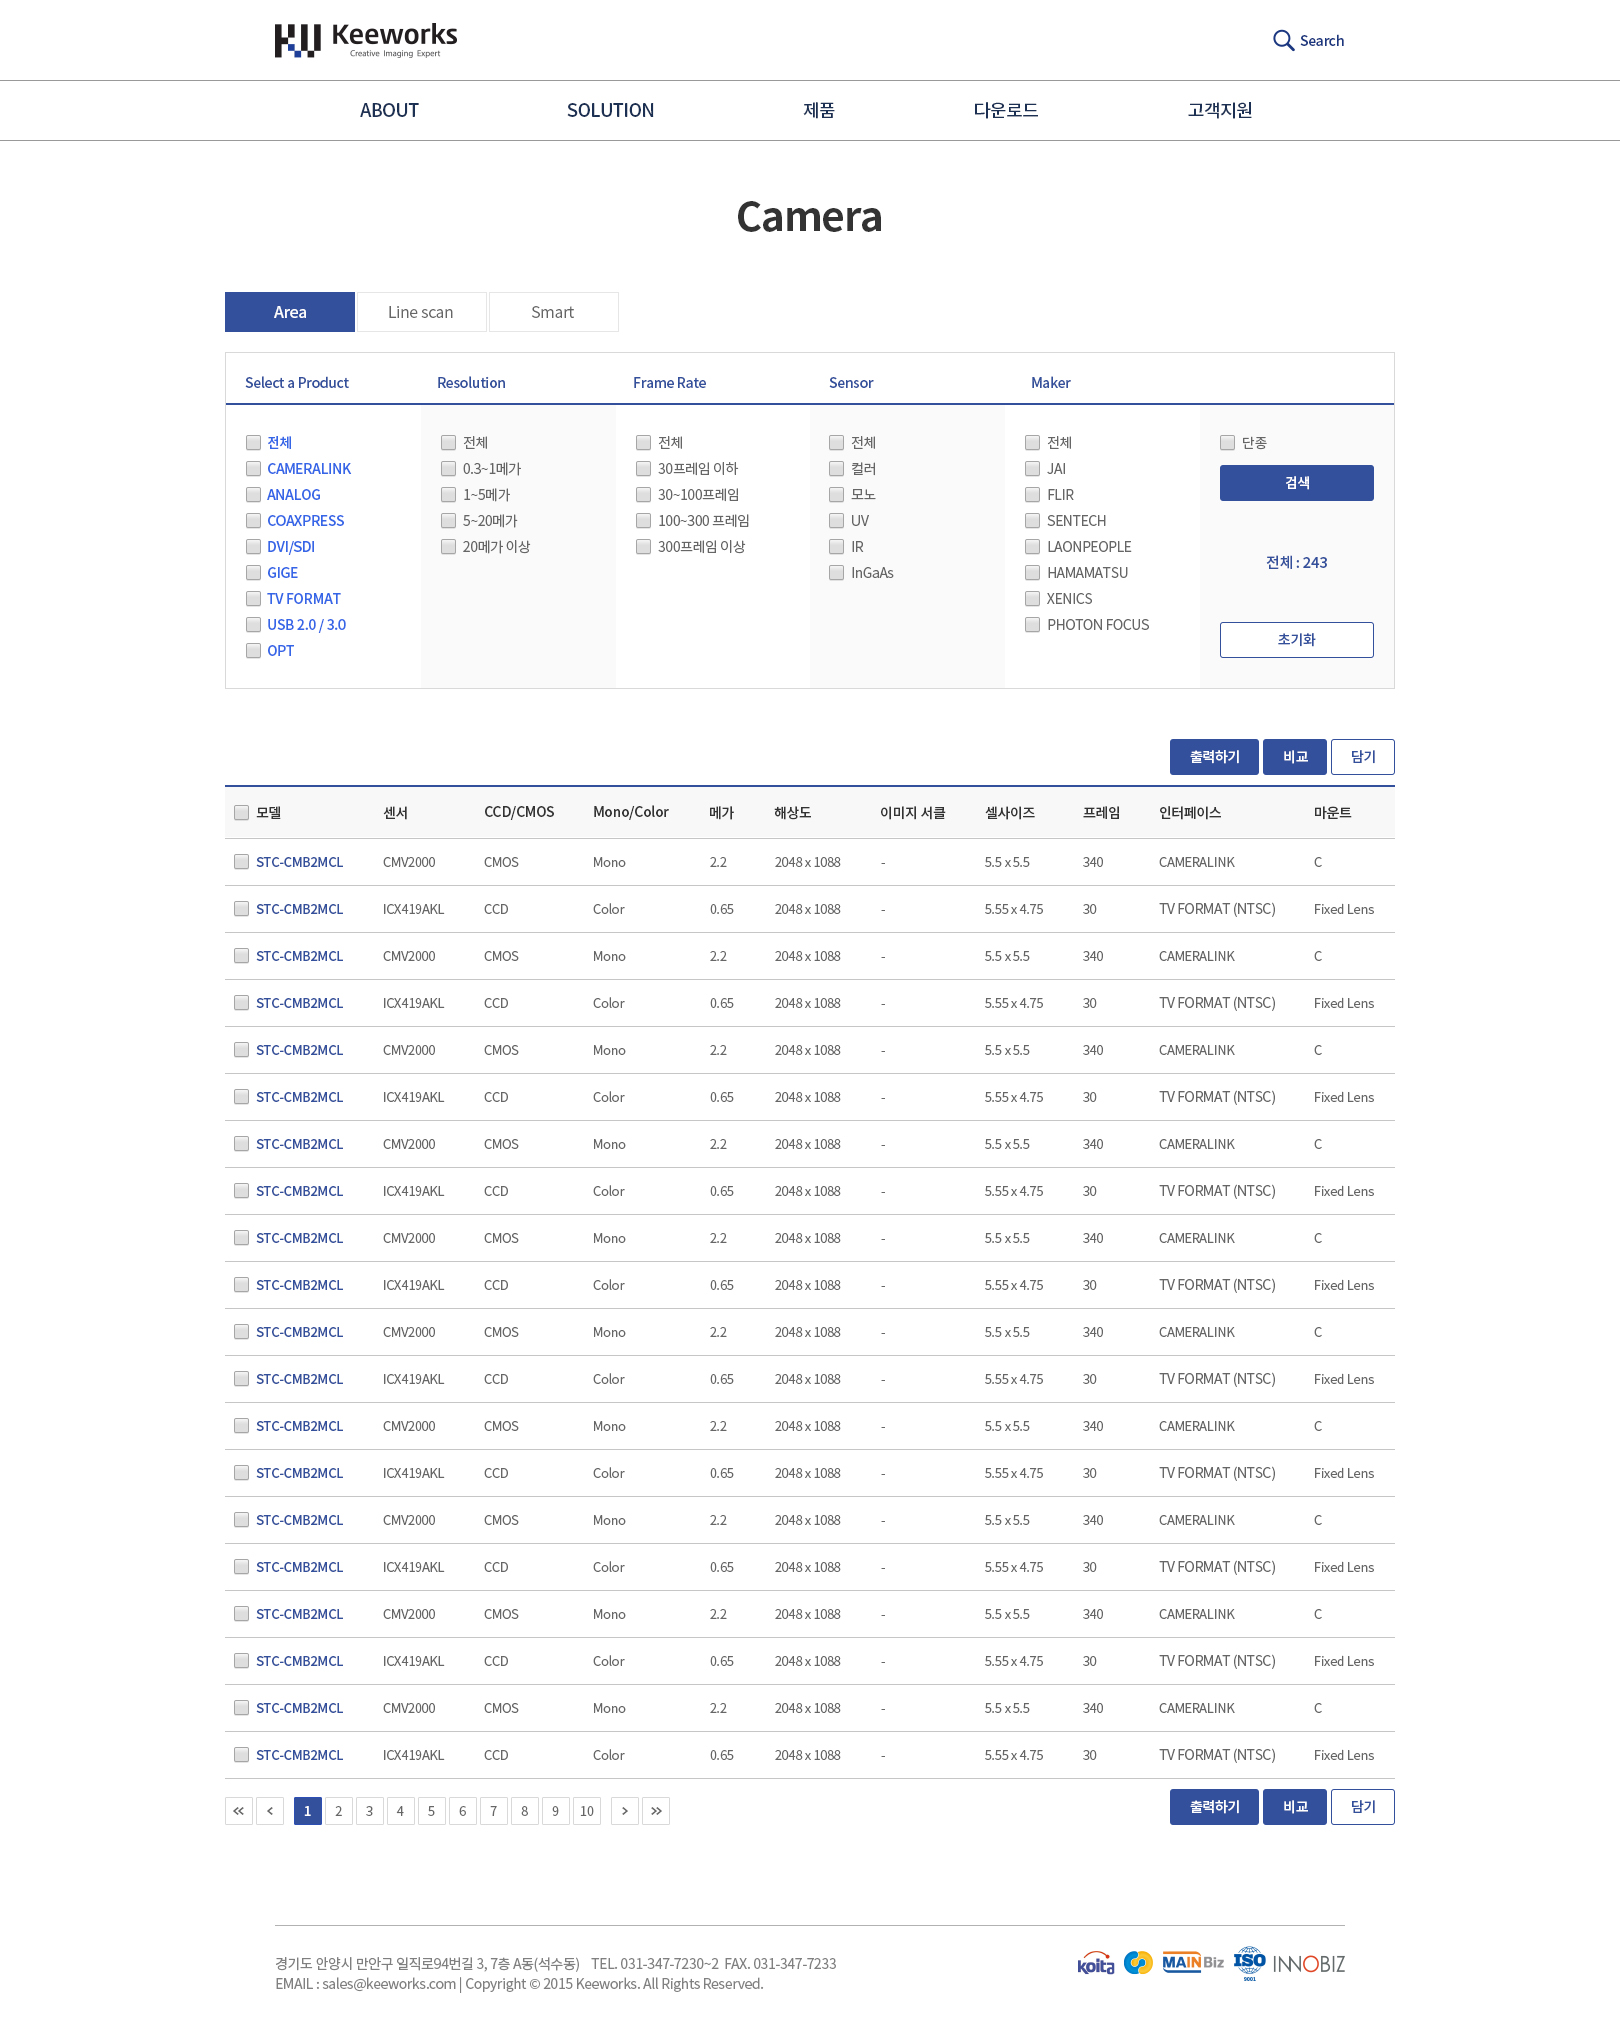 Keeworks
Creative Imaging Expert
Search
ABOUT SOLUTION 제품 다운로드 고객지원
Camera
Area Line scan Smart
Select a Product Resolution Frame Rate Sensor Maker
전체 전체 전체 전체 전체 단종
CAMERALINK 0.3~1메가 30프레임 이하 컬러 JAI 검색
ANALOG 1~5메가 30~100프레임 모노 FLIR
COAXPRESS 5~20메가 100~300 프레임 UV SENTECH
DVI/SDI 20메가 이상 300프레임 이상 IR LAONPEOPLE
전체 : 243
GIGE InGaAs HAMAMATSU
TV FORMAT XENICS
USB 2.0 / 3.0 PHOTON FOCUS
초기화
OPT
출력하기 비교 담기
모델 센서 CCD/CMOS Mono/Color 메가 해상도 이미지 서클 셀사이즈 프레임 인터페이스 마운트
STC-CMB2MCL CMV2000 CMOS Mono 2.2 2048 x 1088 - 5.5 x 5.5 340 CAMERALINK C
STC-CMB2MCL ICX419AKL CCD Color 0.65 2048 x 1088 - 5.55 x 4.75 30 TV FORMAT (NTSC) Fixed Lens
STC-CMB2MCL CMV2000 CMOS Mono 2.2 2048 x 1088 - 5.5 x 5.5 340 CAMERALINK C
STC-CMB2MCL ICX419AKL CCD Color 0.65 2048 x 1088 - 5.55 x 4.75 30 TV FORMAT (NTSC) Fixed Lens
STC-CMB2MCL CMV2000 CMOS Mono 2.2 2048 x 1088 - 5.5 x 5.5 340 CAMERALINK C
STC-CMB2MCL ICX419AKL CCD Color 0.65 2048 x 1088 - 5.55 x 4.75 30 TV FORMAT (NTSC) Fixed Lens
STC-CMB2MCL CMV2000 CMOS Mono 2.2 2048 x 1088 - 5.5 x 5.5 340 CAMERALINK C
STC-CMB2MCL ICX419AKL CCD Color 0.65 2048 x 1088 - 5.55 x 4.75 30 TV FORMAT (NTSC) Fixed Lens
STC-CMB2MCL CMV2000 CMOS Mono 2.2 2048 x 1088 - 5.5 x 5.5 340 CAMERALINK C
STC-CMB2MCL ICX419AKL CCD Color 0.65 2048 x 1088 - 5.55 x 4.75 30 TV FORMAT (NTSC) Fixed Lens
STC-CMB2MCL CMV2000 CMOS Mono 2.2 2048 x 1088 - 5.5 x 5.5 340 CAMERALINK C
STC-CMB2MCL ICX419AKL CCD Color 0.65 2048 x 1088 - 5.55 x 4.75 30 TV FORMAT (NTSC) Fixed Lens
STC-CMB2MCL CMV2000 CMOS Mono 2.2 2048 x 1088 - 5.5 x 5.5 340 CAMERALINK C
STC-CMB2MCL ICX419AKL CCD Color 0.65 2048 x 1088 - 5.55 x 4.75 30 TV FORMAT (NTSC) Fixed Lens
STC-CMB2MCL CMV2000 CMOS Mono 2.2 2048 x 1088 - 5.5 x 5.5 340 CAMERALINK C
STC-CMB2MCL ICX419AKL CCD Color 0.65 2048 x 1088 - 5.55 x 4.75 30 TV FORMAT (NTSC) Fixed Lens
STC-CMB2MCL CMV2000 CMOS Mono 2.2 2048 x 1088 - 5.5 x 5.5 340 CAMERALINK C
STC-CMB2MCL ICX419AKL CCD Color 0.65 2048 x 1088 - 5.55 x 4.75 30 TV FORMAT (NTSC) Fixed Lens
STC-CMB2MCL CMV2000 CMOS Mono 2.2 2048 x 1088 - 5.5 x 5.5 340 CAMERALINK C
STC-CMB2MCL ICX419AKL CCD Color 0.65 2048 x 1088 - 5.55 x 4.75 30 TV FORMAT (NTSC) Fixed Lens
« ‹ 1 2 3 4 5 6 7 8 9 10 › » 출력하기 비교 담기
경기도 안양시 만안구 일직로94번길 3, 7층 A동(석수동) TEL. 031-347-7230~2 FAX. 031-347-7233
EMAIL : sales@keeworks.com | Copyright © 2015 Keeworks. All Rights Reserved.
koita MAINBiz ISO 9001 INNOBIZ